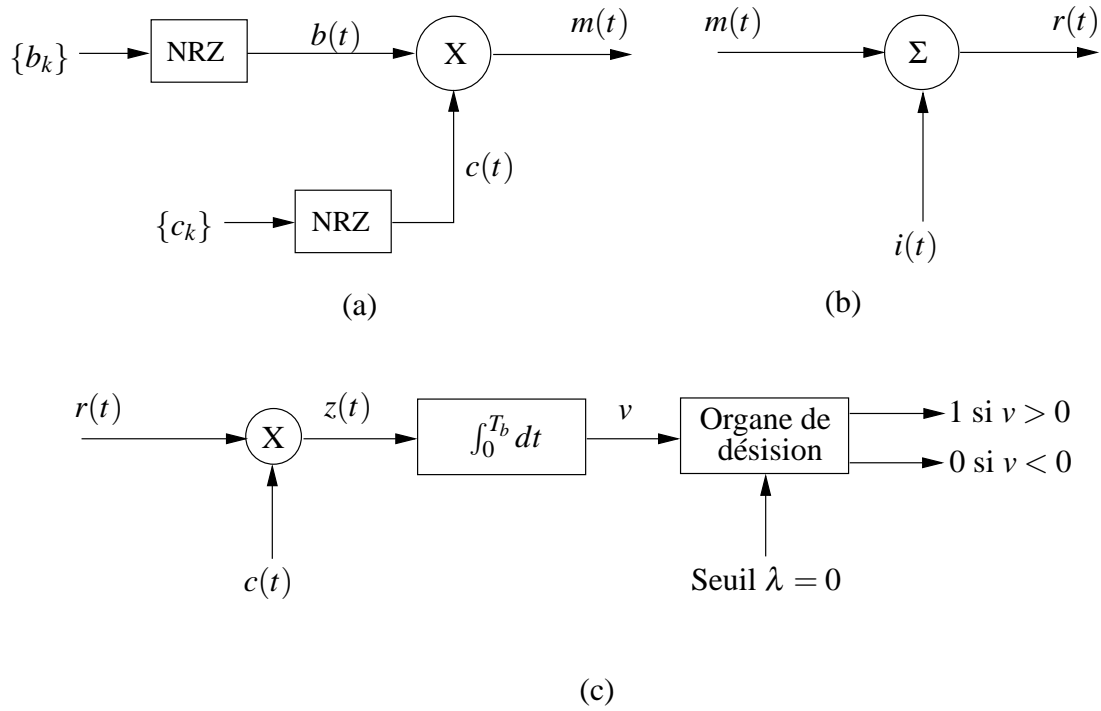 {b_k} NRZ b(t) X m(t)
c(t)
{c_k} NRZ
(a)
m(t) Σ r(t)
i(t)
(b)
r(t) X z(t) ∫_0^{T_b} dt v Organe de
désision
1 si v > 0
0 si v < 0
c(t)
Seuil λ = 0
(c)